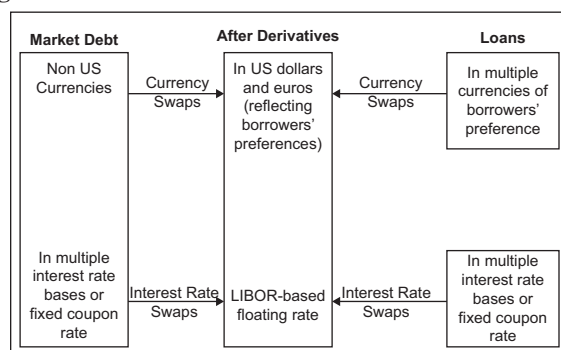 Market Debt
After Derivatives
Loans
Non US
Currencies
Currency
Swaps
In US dollars
and euros
(reflecting
borrowers'
preferences)
Currency
Swaps
In multiple
currencies of
borrowers'
preference
In multiple
interest rate
bases or
fixed coupon
rate
Interest Rate
Swaps
LIBOR-based
floating rate
Interest Rate
Swaps
In multiple
interest rate
bases or
fixed coupon
rate